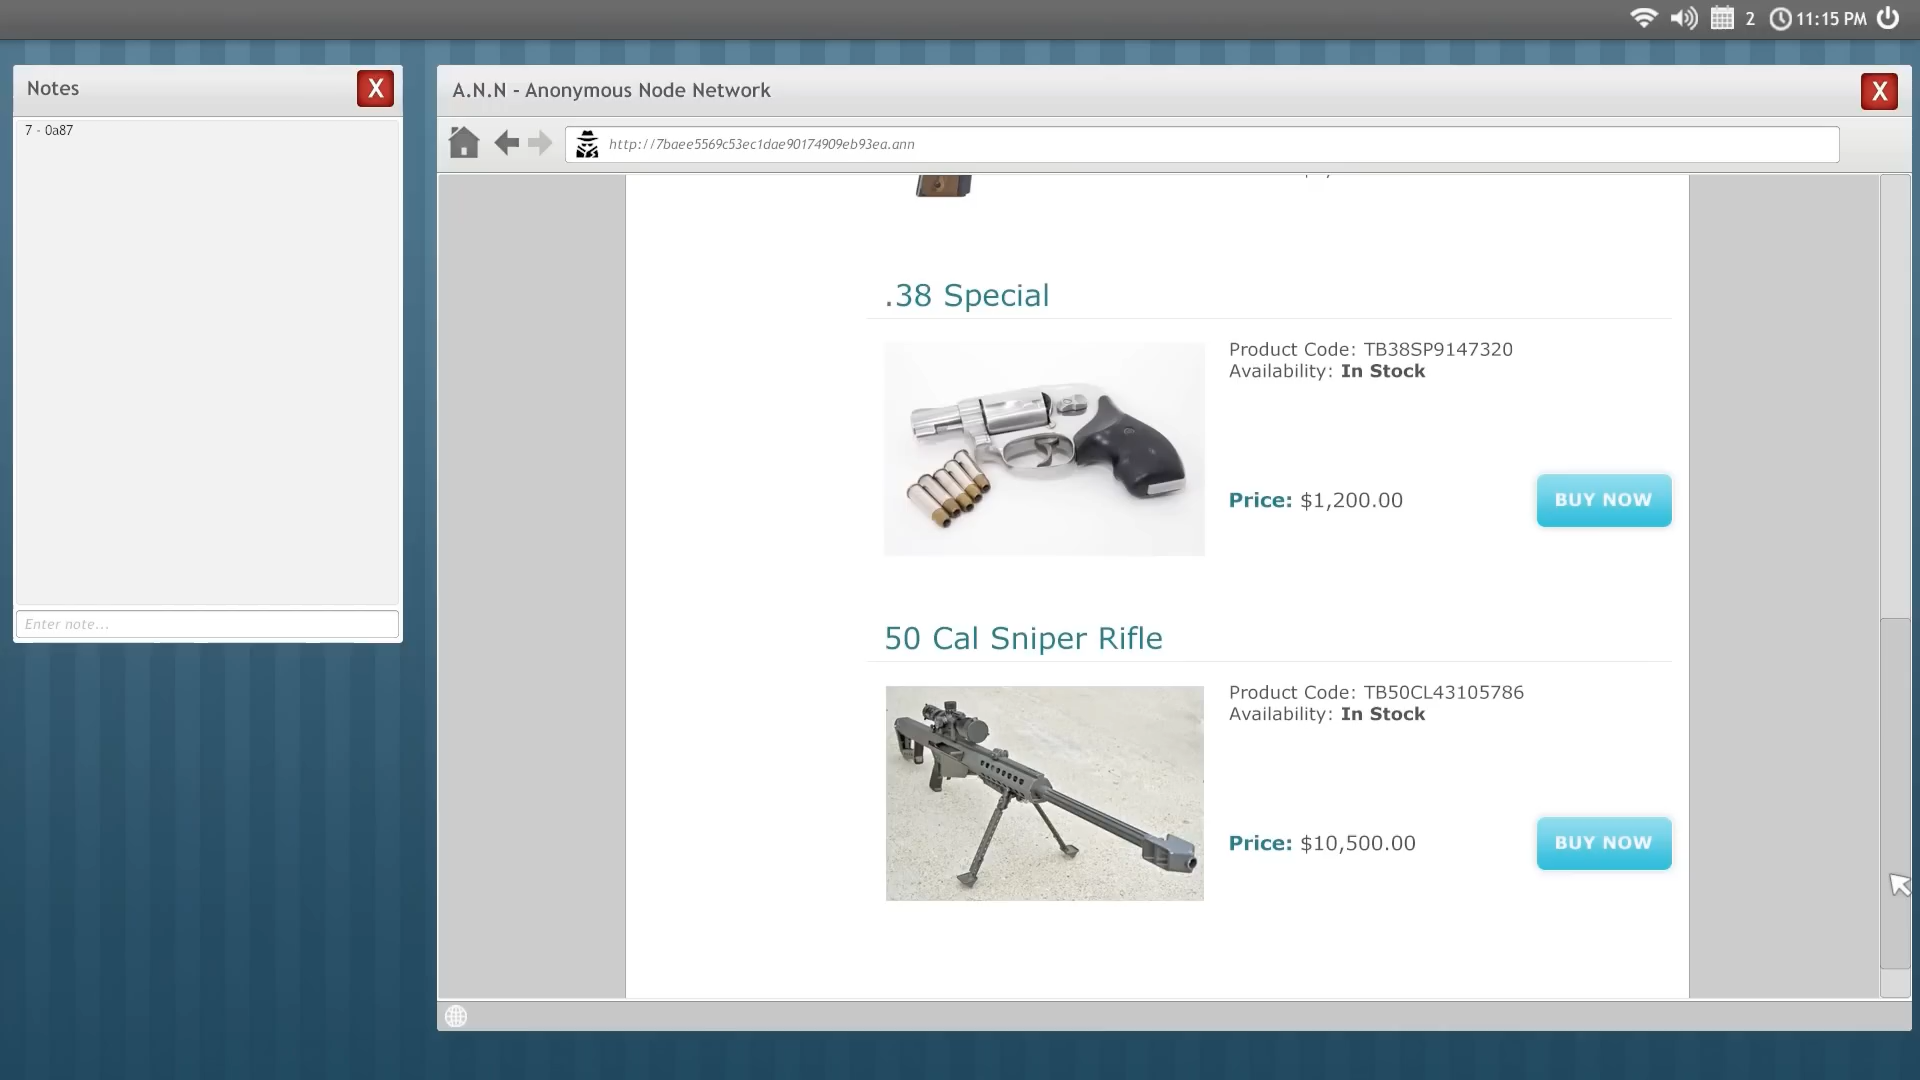 2
11:15 PM
Notes
X
7 - 0a87
Enter note...
A.N.N - Anonymous Node Network
X
http://7baee5569c53ec1dae90174909eb93ea.ann
.38 Special
Product Code: TB38SP9147320
Availability: In Stock
Price: $1,200.00
BUY NOW
50 Cal Sniper Rifle
Product Code: TB50CL43105786
Availability: In Stock
Price: $10,500.00
BUY NOW